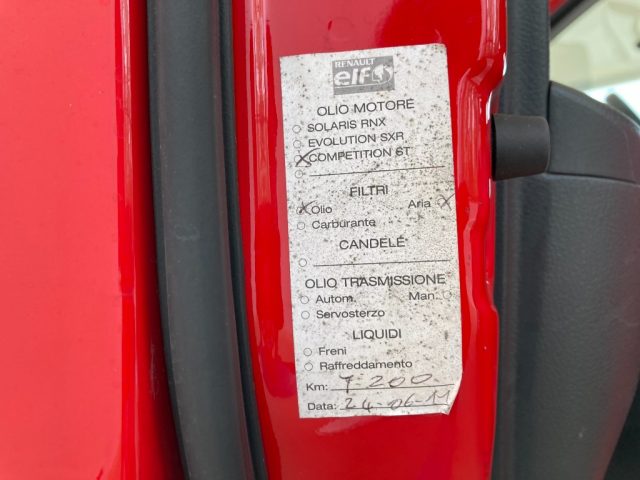 RENAULT
elf
OLIO MOTORE
SOLARIS RNX
EVOLUTION SXR
X COMPETITION ST
FILTRI
X Olio Aria X
Carburante
CANDELE
OLIO TRASMISSIONE
Autom. Man.
Servosterzo
LIQUIDI
Freni
Raffreddamento
Km: 7 200
Data: 24-06-11